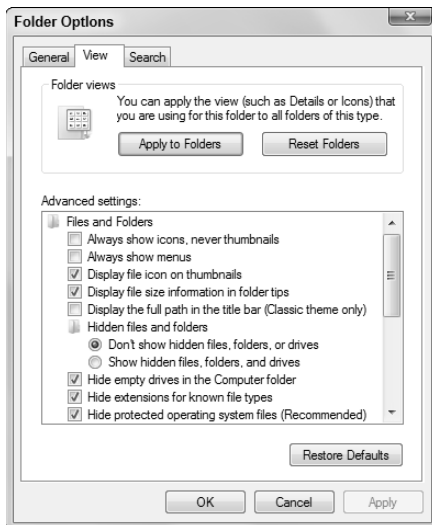 Folder Options
General View Search
Folder views
You can apply the view (such as Details or Icons) that
you are using for this folder to all folders of this type.
Apply to Folders Reset Folders
Advanced settings:
Files and Folders
Always show icons, never thumbnails
Always show menus
Display file icon on thumbnails
Display file size information in folder tips
Display the full path in the title bar (Classic theme only)
Hidden files and folders
Don't show hidden files, folders, or drives
Show hidden files, folders, and drives
Hide empty drives in the Computer folder
Hide extensions for known file types
Hide protected operating system files (Recommended)
Restore Defaults
OK Cancel Apply